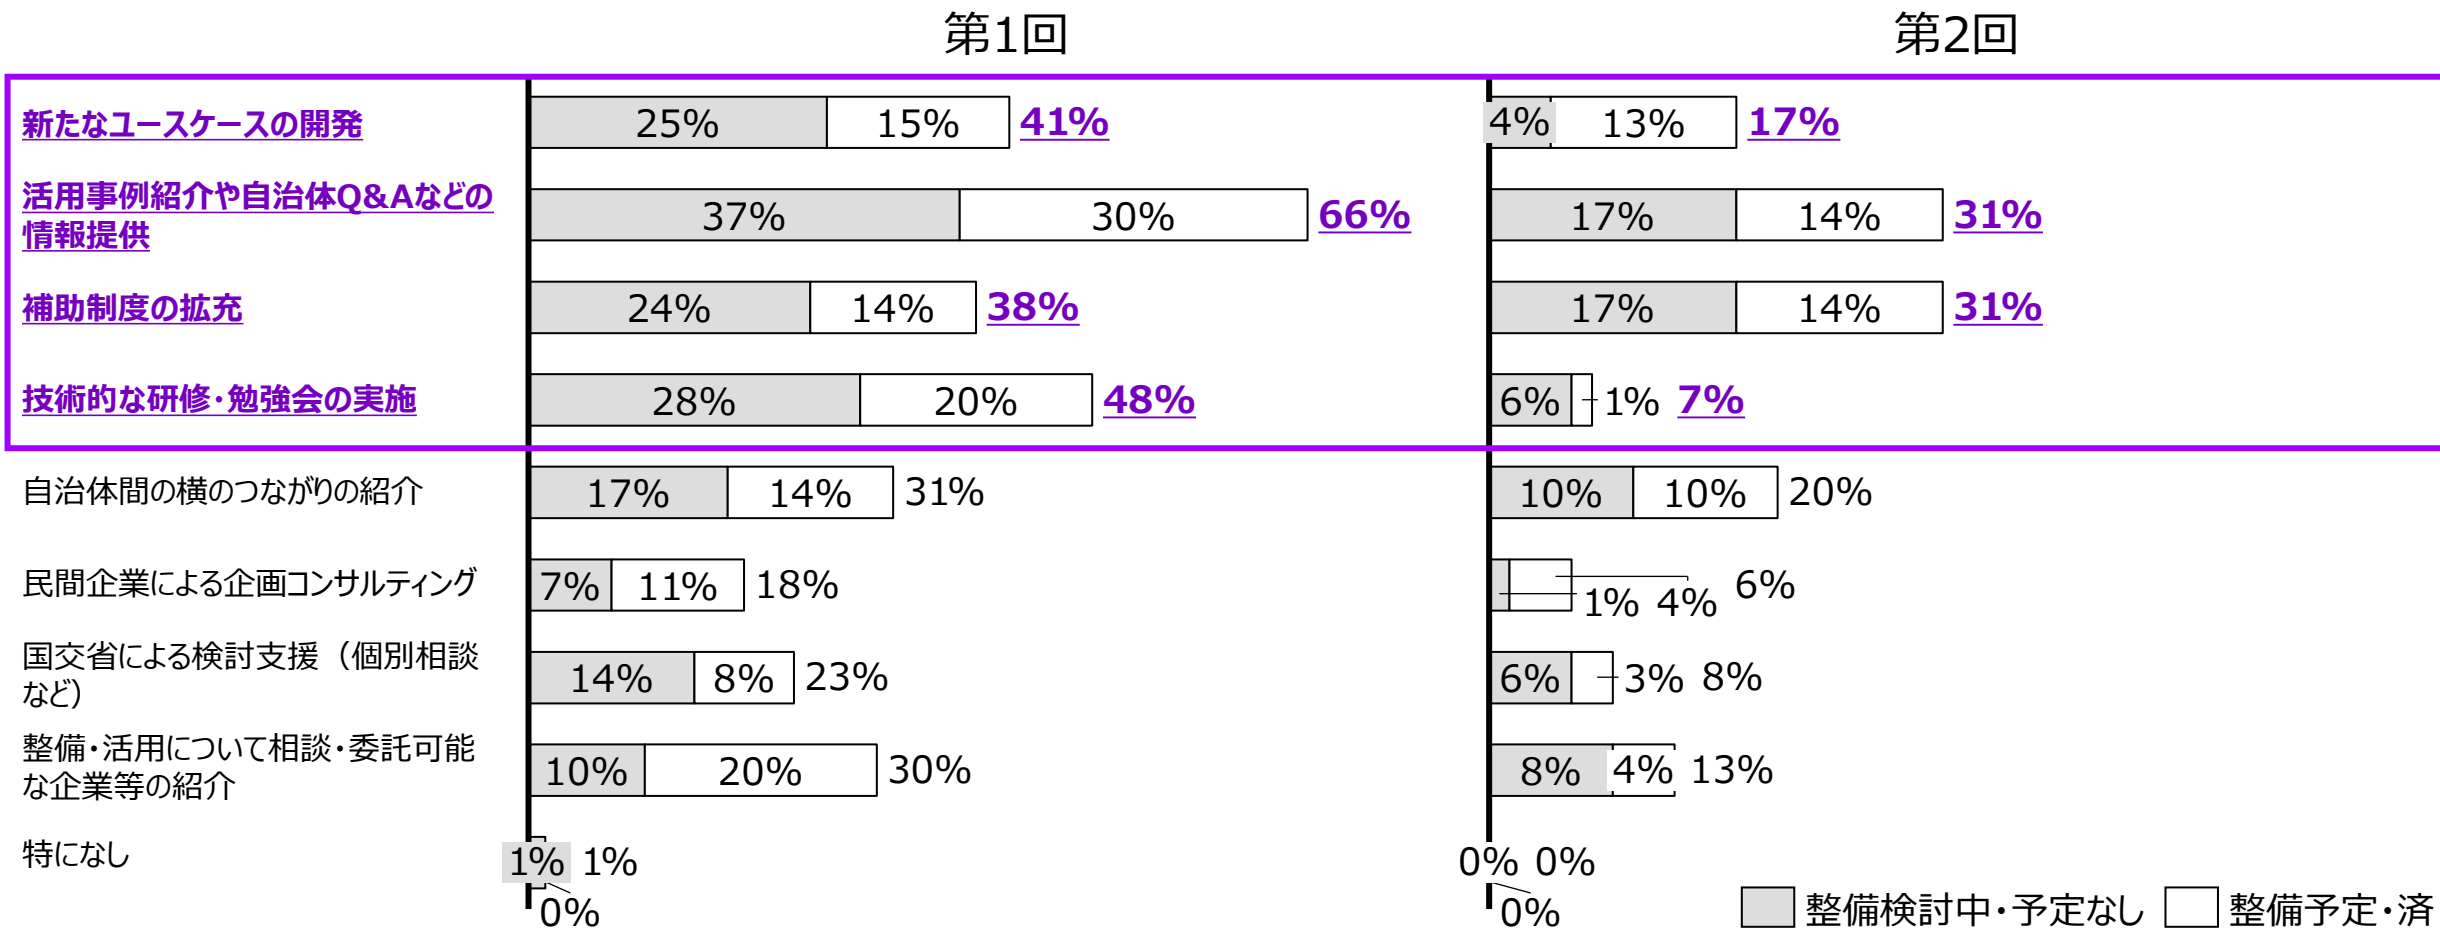 第1回 第2回
新たなユースケースの開発 25% 15% 41% 4% 13% 17%
活用事例紹介や自治体Q&Aなどの
情報提供 37% 30% 66% 17% 14% 31%
補助制度の拡充 24% 14% 38% 17% 14% 31%
技術的な研修・勉強会の実施 28% 20% 48% 6% 1% 7%
自治体間の横のつながりの紹介 17% 14% 31% 10% 10% 20%
民間企業による企画コンサルティング 7% 11% 18% 1% 4% 6%
国交省による検討支援（個別相談
など） 14% 8% 23% 6% 3% 8%
整備・活用について相談・委託可能
な企業等の紹介 10% 20% 30% 8% 4% 13%
特になし 1% 1% 0% 0%
0% 0%
整備検討中・予定なし 整備予定・済